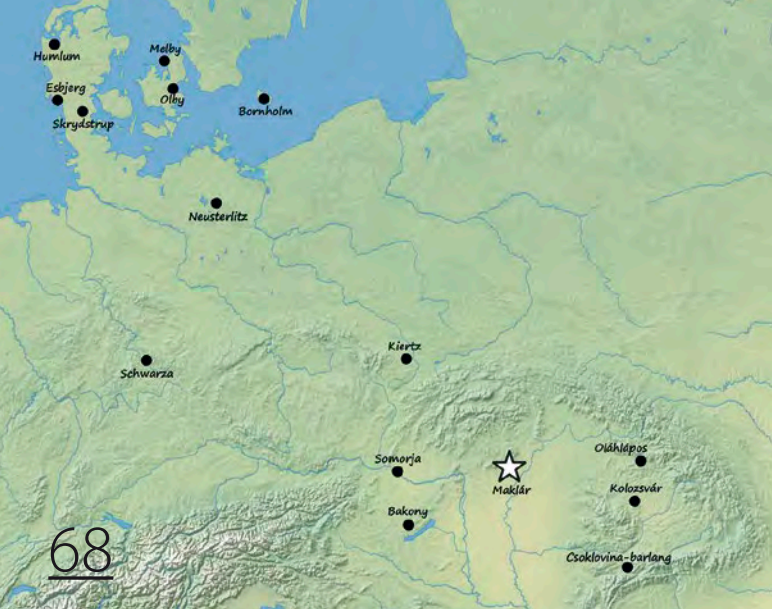 Humlum
Melby
Esbjerg
Olby
Skrydstrup
Bornholm
Neusterlitz
Kiertz
Schwarza
Somorja
Maklár
Oláhlápos
Kolozsvár
Bakony
Csoklovina-barlang
68